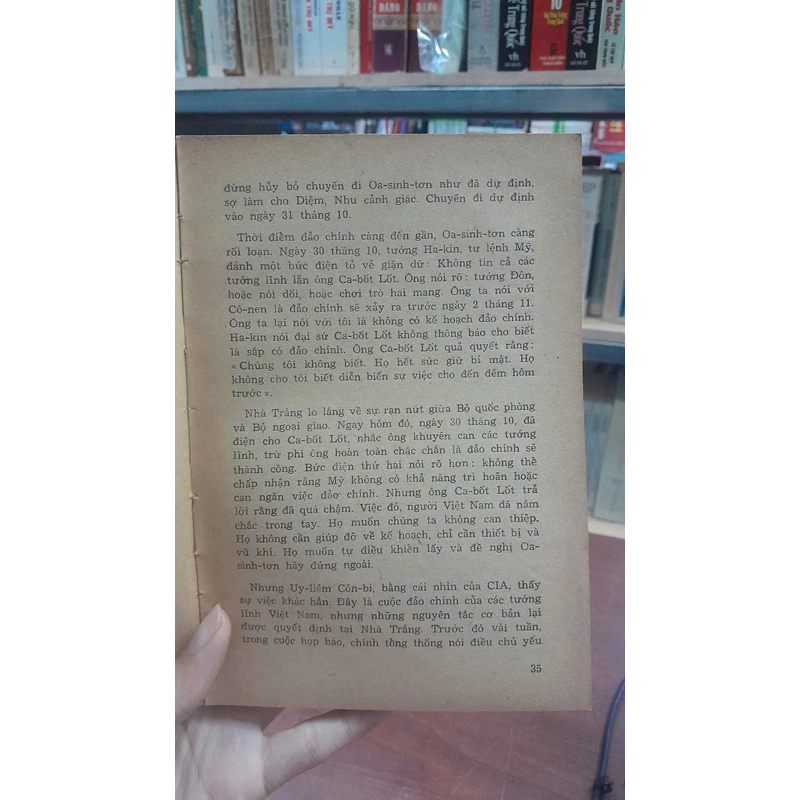 TRUNG QUỐC
10
đừng hủy bỏ chuyến đi Oa-sinh-tơn như đã dự định,
sợ làm cho Diệm, Nhu cảnh giác. Chuyến đi dự định
vào ngày 31 tháng 10.
Thời điểm đảo chính càng đến gần, Oa-sinh-tơn càng
rối loạn. Ngày 30 tháng 10, tướng Ha-kin, tư lệnh Mỹ,
đánh một bức điện tỏ vẻ giận dữ: Không tin cả các
tướng lĩnh lẫn ông Ca-bốt Lốt. Ông nói rõ: tướng Đôn,
hoặc nói dối, hoặc chơi trò hai mang. Ông ta nói với
Cô-nen là đảo chính sẽ xảy ra trước ngày 2 tháng 11.
Ông ta lại nói với tôi là không có kế hoạch đảo chính.
Ha-kin nói đại sứ Ca-bốt Lốt không thông báo cho biết
là sắp có đảo chính. Ông Ca-bốt Lốt quả quyết rằng:
« Chúng tôi không biết. Họ hết sức giữ bí mật. Họ
không cho tôi biết diễn biến sự việc cho đến đêm hôm
trước ».
Nhà Trắng lo lắng về sự rạn nứt giữa Bộ quốc phòng
và Bộ ngoại giao. Ngay hôm đó, ngày 30 tháng 10, đã
điện cho Ca-bốt Lốt, nhắc ông khuyên can các tướng
lĩnh, trừ phi ông hoàn toàn chắc chắn là đảo chính sẽ
thành công. Bức điện thứ hai nói rõ hơn: không thể
chấp nhận rằng Mỹ không có khả năng trì hoãn hoặc
can ngăn việc đảo chính. Nhưng ông Ca-bốt Lốt trả
lời rằng đã quá chậm. Việc đó, người Việt Nam đã nắm
chắc trong tay. Họ muốn chúng ta không can thiệp.
Họ không cần giúp đỡ về kế hoạch, chỉ cần thiết bị và
vũ khí. Họ muốn tự điều khiển lấy và đề nghị Oa-
sinh-tơn hãy đứng ngoài.
Nhưng Uy-liêm Côn-bi, bằng cái nhìn của CIA, thấy
sự việc khác hẳn. Đây là cuộc đảo chính của các tướng
lĩnh Việt Nam, nhưng những nguyên tắc cơ bản lại
được quyết định tại Nhà Trắng. Trước đó vài tuần,
trong cuộc họp báo, chính tổng thống nói điều chủ yếu
35